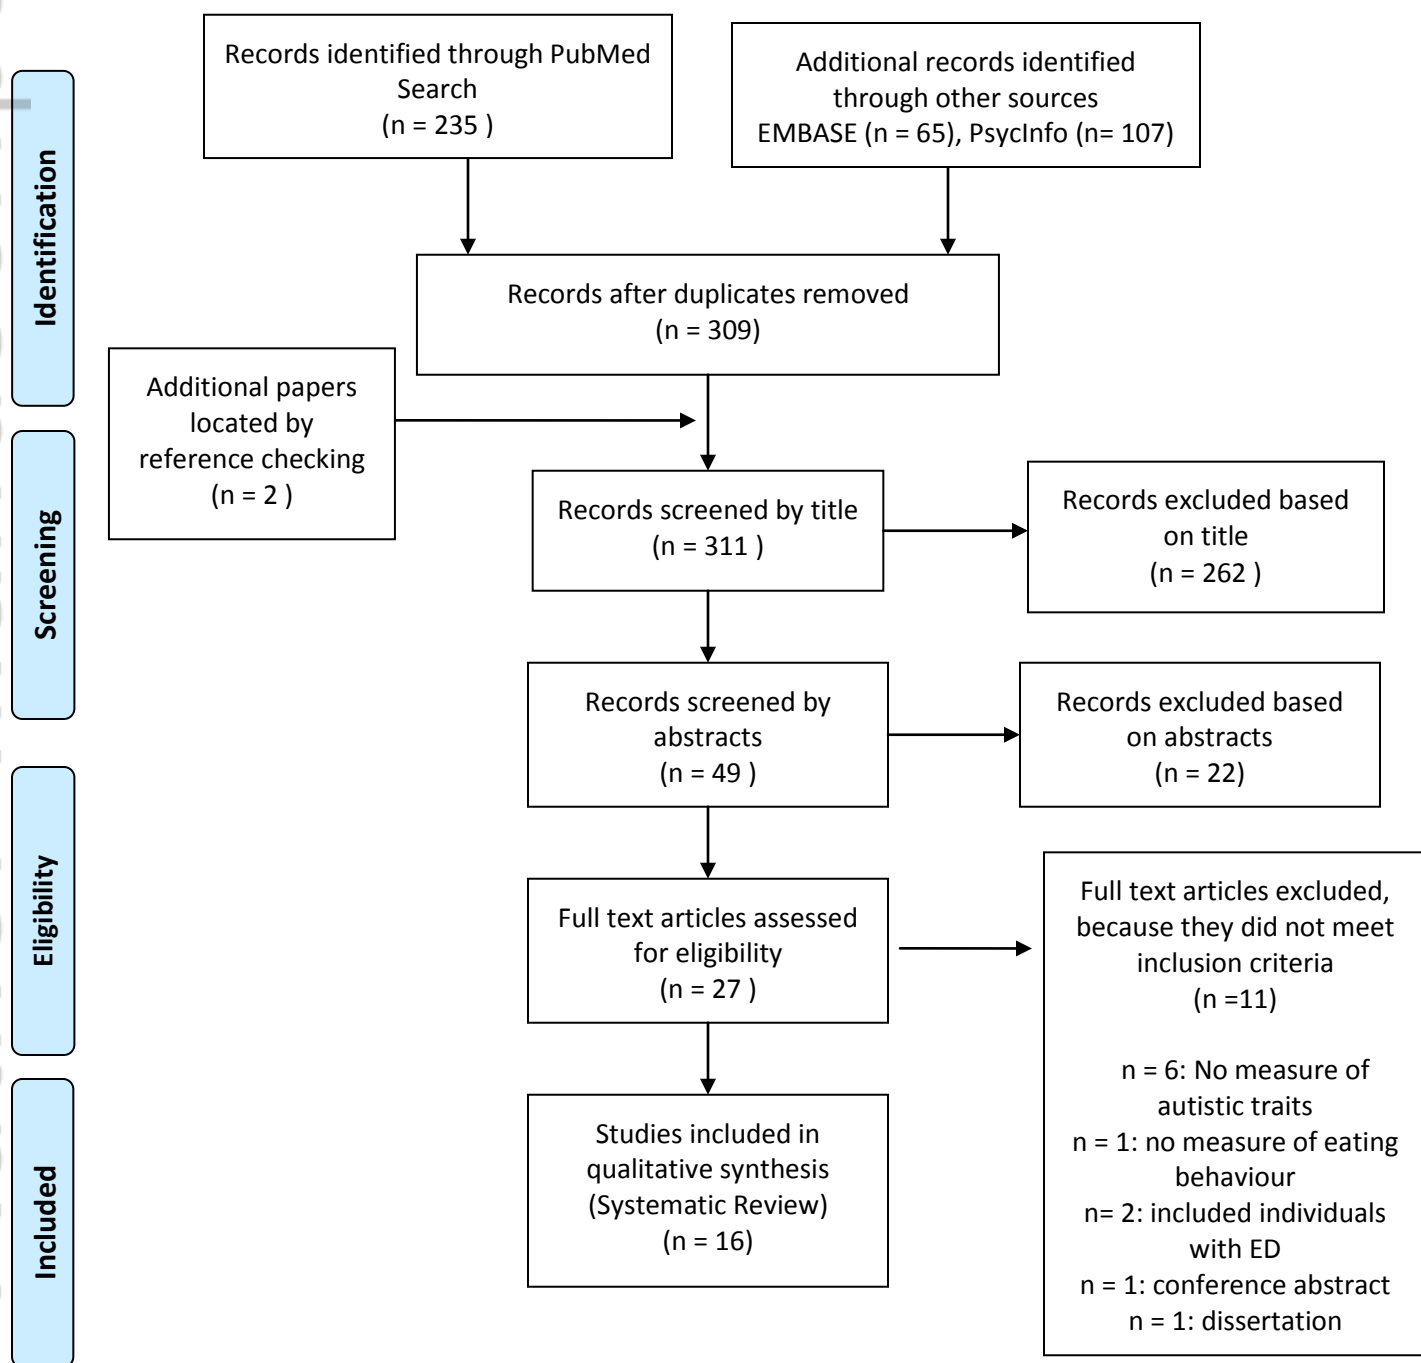 Records identified through PubMed
Search
(n = 235 )
Additional records identified
through other sources
EMBASE (n = 65), PsycInfo (n= 107)
Identification
Records after duplicates removed
(n = 309)
Additional papers
located by
reference checking
(n = 2 )
Screening
Records screened by title
(n = 311 )
Records excluded based
on title
(n = 262 )
Records screened by
abstracts
(n = 49 )
Records excluded based
on abstracts
(n = 22)
Eligibility
Full text articles assessed
for eligibility
(n = 27 )
Full text articles excluded,
because they did not meet
inclusion criteria
(n =11)
n = 6: No measure of
autistic traits
n = 1: no measure of eating
behaviour
n= 2: included individuals
with ED
n = 1: conference abstract
n = 1: dissertation
Included
Studies included in
qualitative synthesis
(Systematic Review)
(n = 16)